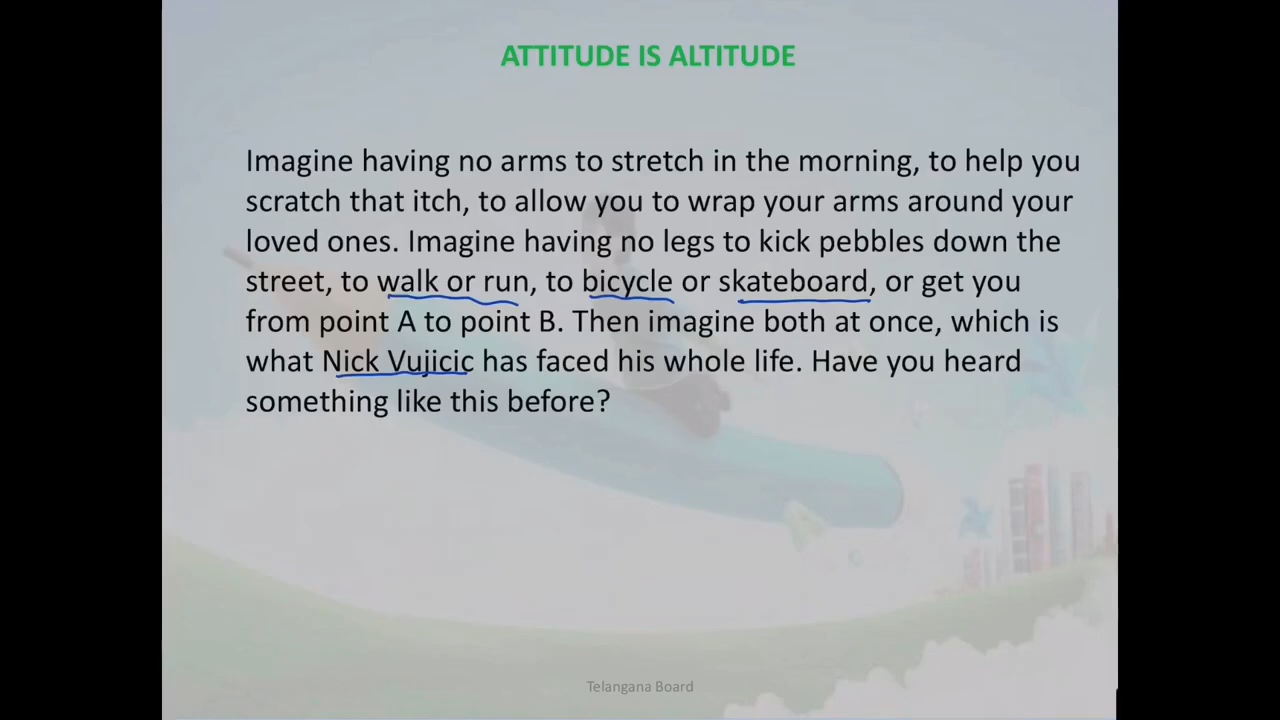 ATTITUDE IS ALTITUDE
Imagine having no arms to stretch in the morning, to help you
scratch that itch, to allow you to wrap your arms around your
loved ones. Imagine having no legs to kick pebbles down the
street, to walk or run, to bicycle or skateboard, or get you
from point A to point B. Then imagine both at once, which is
what Nick Vujicic has faced his whole life. Have you heard
something like this before?
Telangana Board